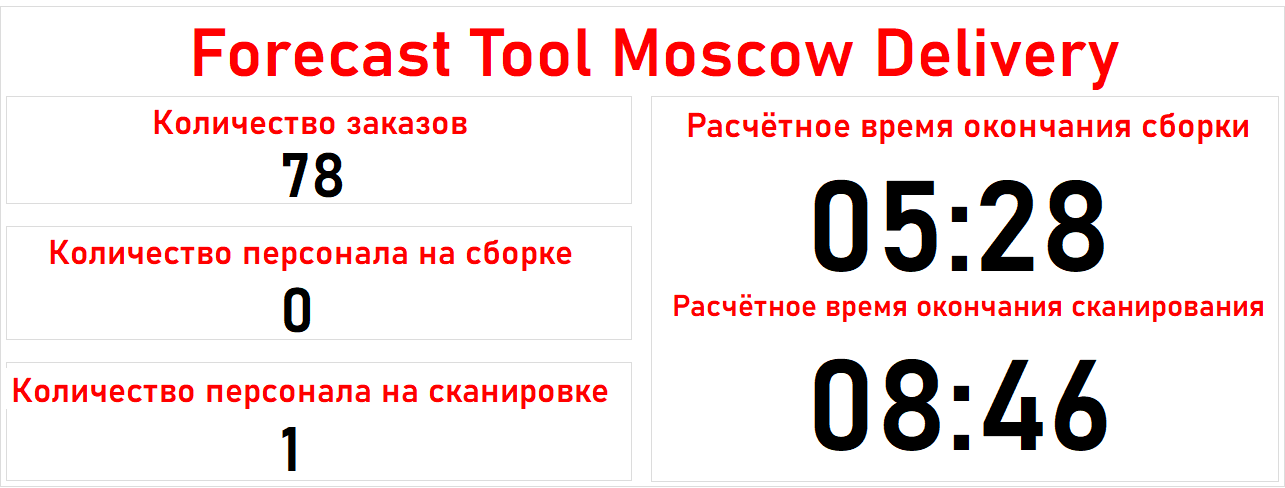 Forecast Tool Moscow Delivery
Количество заказов
78
Количество персонала на сборке
0
Количество персонала на сканировке
1
Расчётное время окончания сборки
05:28
Расчётное время окончания сканирования
08:46